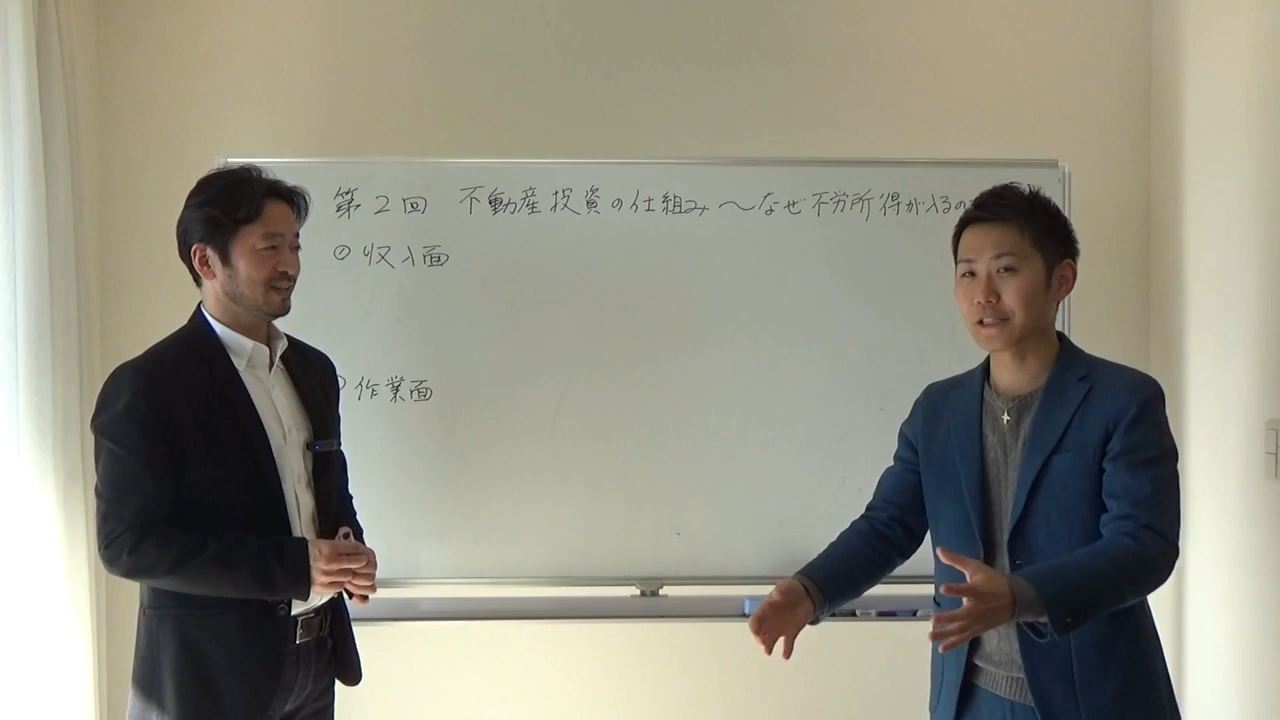 第2回 不動産投資の仕組み～なぜ不労所得が入るの
① 収入面
作業面